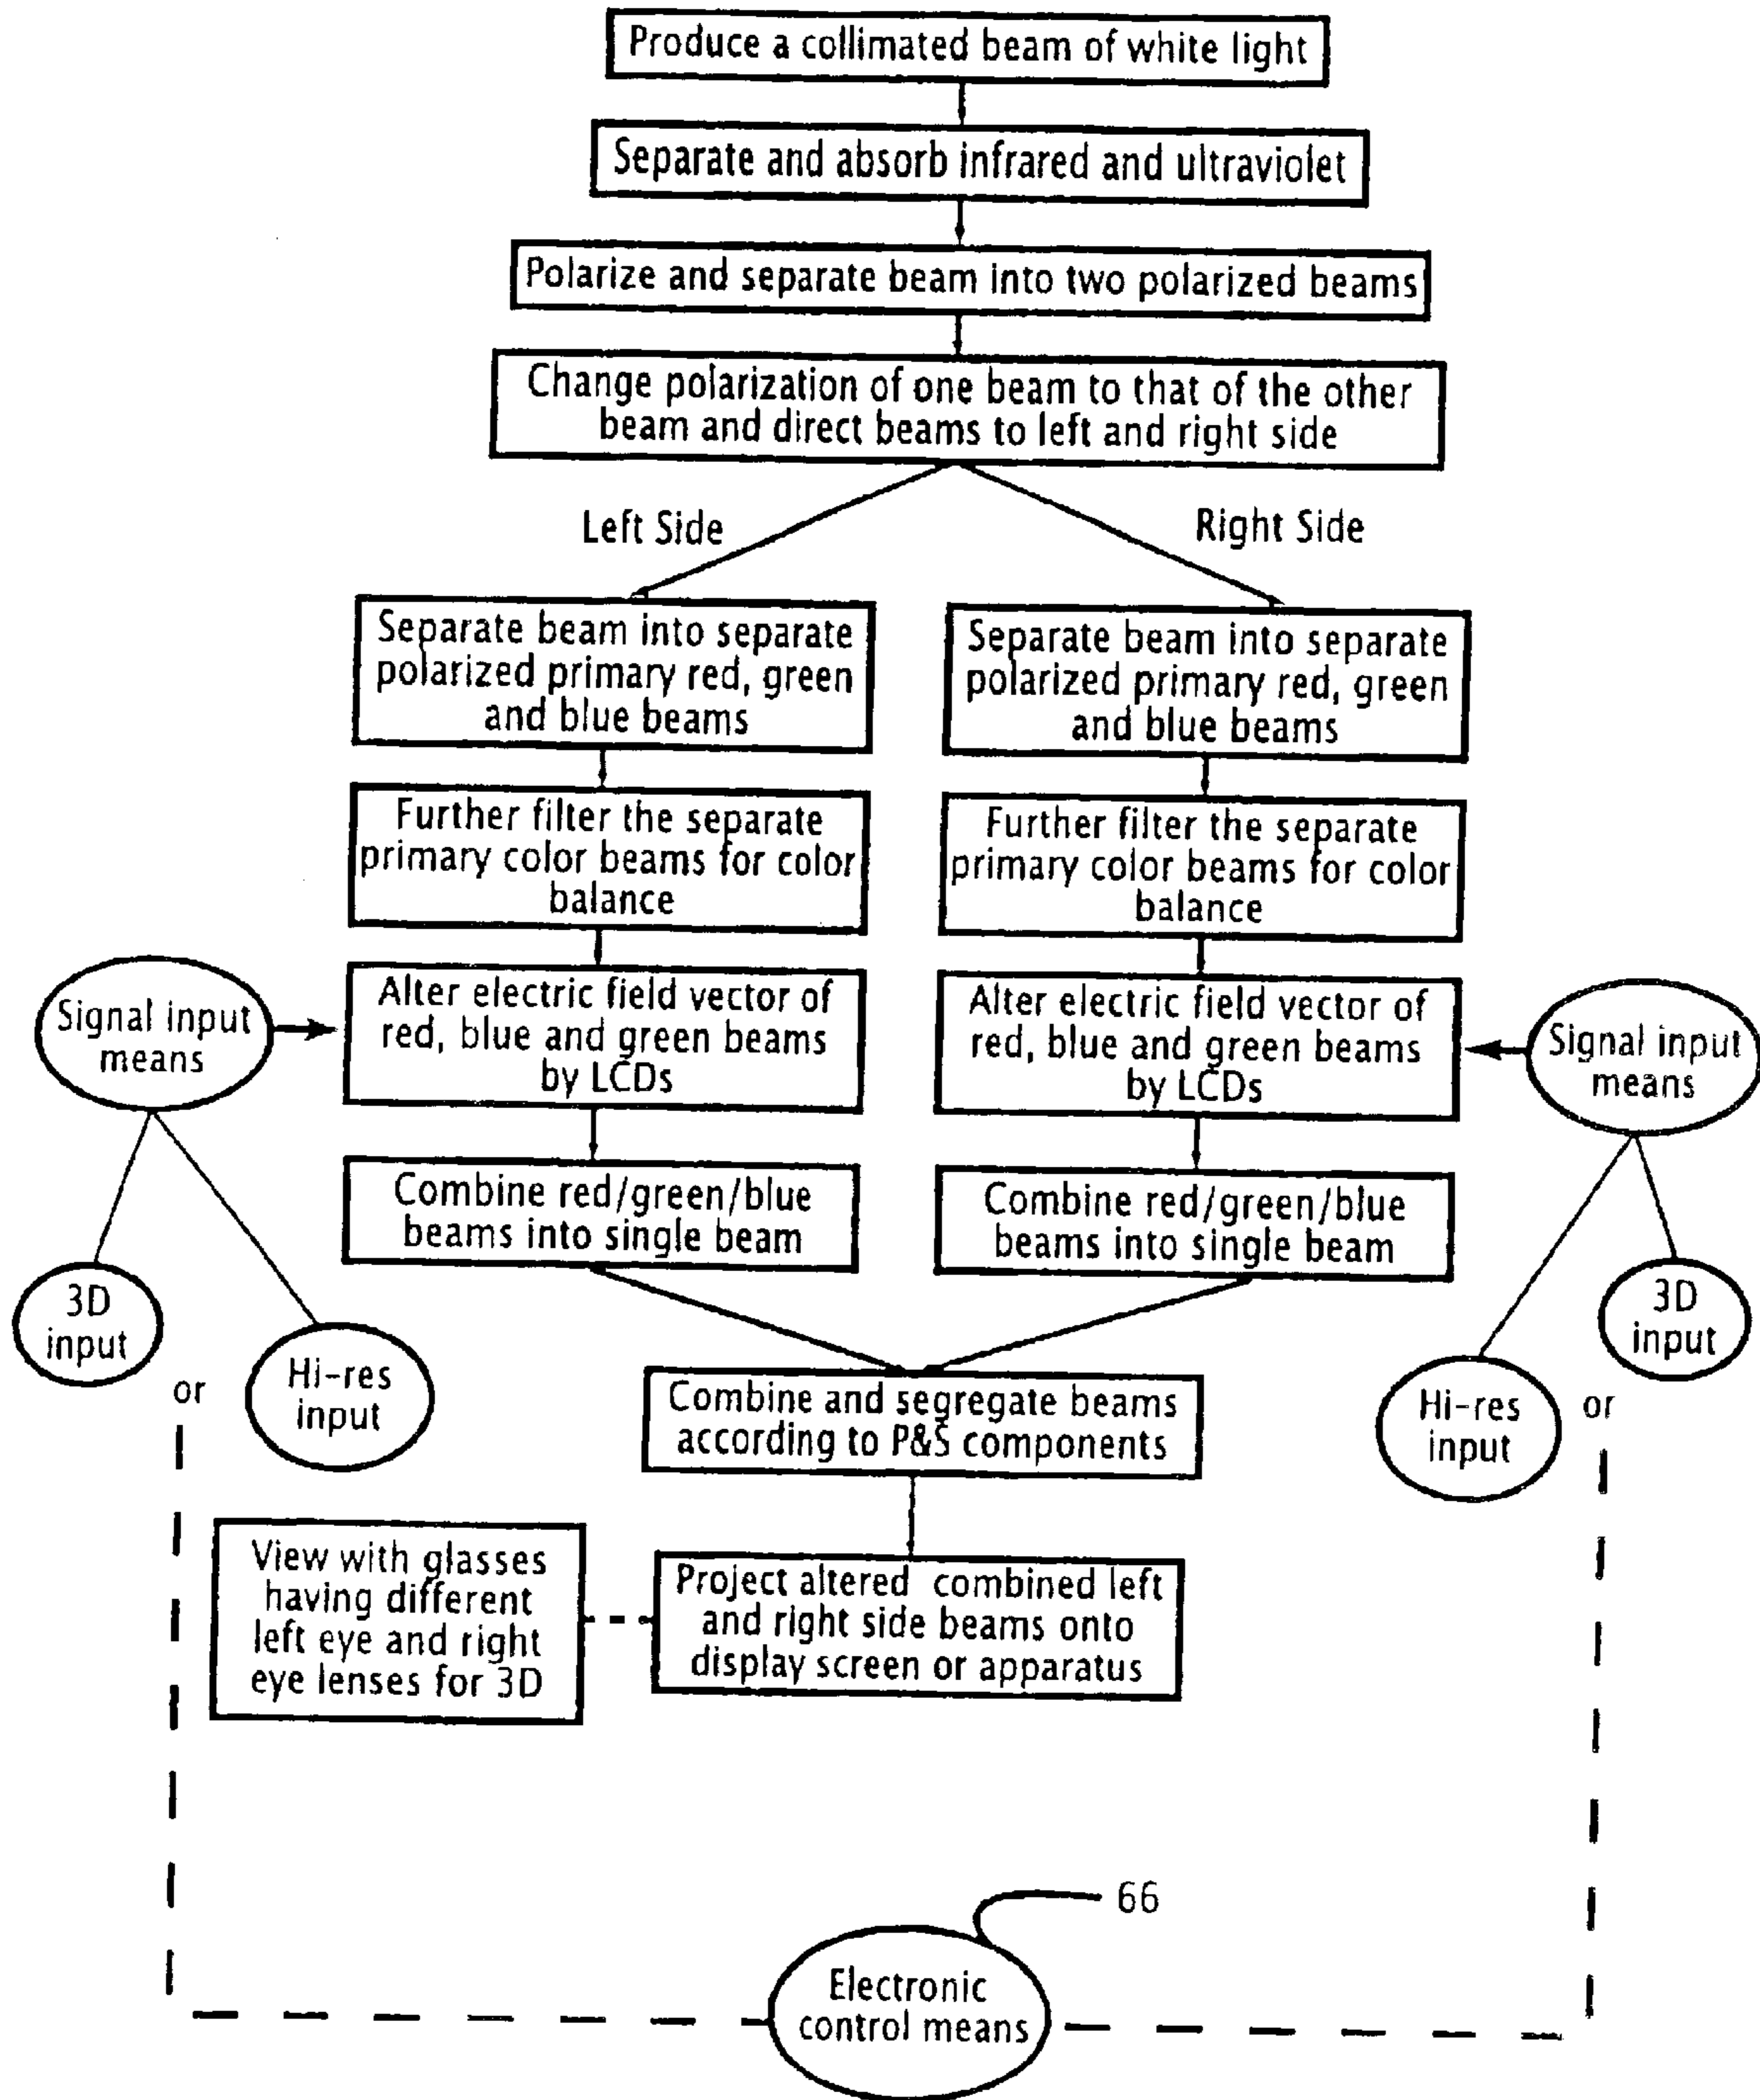 Produce a collimated beam of white light
Separate and absorb infrared and ultraviolet
Polarize and separate beam into two polarized beams
Change polarization of one beam to that of the other
beam and direct beams to left and right side
Left Side
Right Side
Separate beam into separate
polarized primary red, green
and blue beams
Separate beam into separate
polarized primary red, green
and blue beams
Further filter the separate
primary color beams for color
balance
Further filter the separate
primary color beams for color
balance
Signal input
means
Alter electric field vector of
red, blue and green beams
by LCDs
Alter electric field vector of
red, blue and green beams
by LCDs
Signal input
means
Combine red/green/blue
beams into single beam
Combine red/green/blue
beams into single beam
3D
input
or
Hi-res
input
Hi-res
input
or
3D
input
Combine and segregate beams
according to P&S components
View with glasses
having different
left eye and right
eye lenses for 3D
Project altered combined left
and right side beams onto
display screen or apparatus
66
Electronic
control means